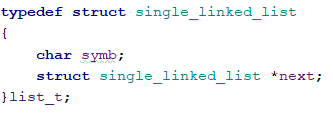 typedef struct single_linked_list
{
    char symb;
    struct single_linked_list *next;
}list_t;